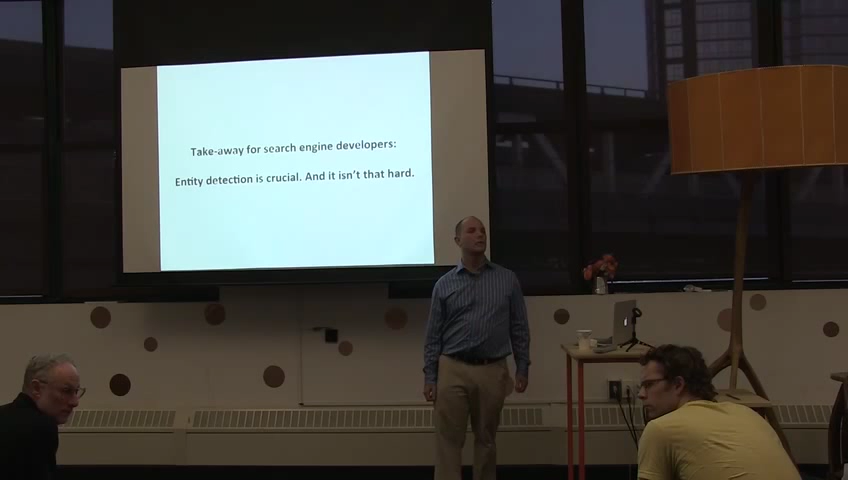 Take-away for search engine developers:
Entity detection is crucial. And it isn't that hard.